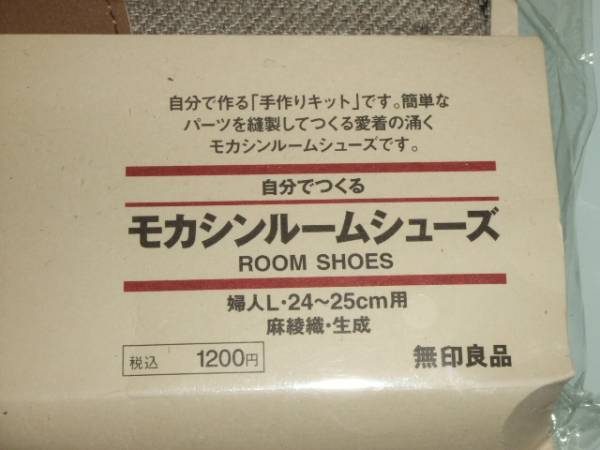 自分で作る「手作りキット」です。簡単な
パーツを縫製してつくる愛着の涌く
モカシンルームシューズです。
自分でつくる
モカシンルームシューズ
ROOM SHOES
婦人L・24～25cm用
麻綾織・生成
税込 1200円
無印良品